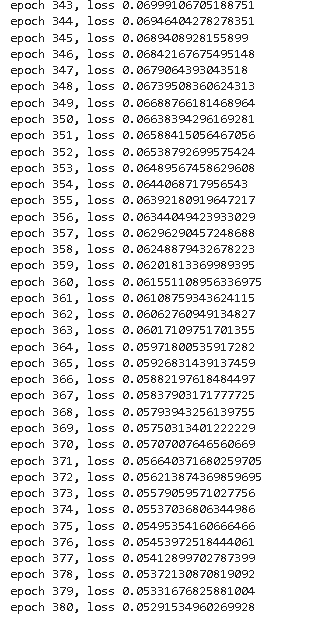 epoch 343, loss 0.06999106705188751
epoch 344, loss 0.06946404278278351
epoch 345, loss 0.0689408928155899
epoch 346, loss 0.06842167675495148
epoch 347, loss 0.0679064393043518
epoch 348, loss 0.06739508360624313
epoch 349, loss 0.06688766181468964
epoch 350, loss 0.06638394296169281
epoch 351, loss 0.06588415056467056
epoch 352, loss 0.06538792699575424
epoch 353, loss 0.06489567458629608
epoch 354, loss 0.0644068717956543
epoch 355, loss 0.06392180919647217
epoch 356, loss 0.06344049423933029
epoch 357, loss 0.06296290457248688
epoch 358, loss 0.06248879432678223
epoch 359, loss 0.06201813369989395
epoch 360, loss 0.061551108956336975
epoch 361, loss 0.06108759343624115
epoch 362, loss 0.06062760949134827
epoch 363, loss 0.06017109751701355
epoch 364, loss 0.05971800535917282
epoch 365, loss 0.05926831439137459
epoch 366, loss 0.05882197618484497
epoch 367, loss 0.05837903171777725
epoch 368, loss 0.05793943256139755
epoch 369, loss 0.05750313401222229
epoch 370, loss 0.05707007646560669
epoch 371, loss 0.056640371680259705
epoch 372, loss 0.056213874369859695
epoch 373, loss 0.05579059571027756
epoch 374, loss 0.05537036806344986
epoch 375, loss 0.05495354160666466
epoch 376, loss 0.05453972518444061
epoch 377, loss 0.05412899702787399
epoch 378, loss 0.05372130870819092
epoch 379, loss 0.05331676825881004
epoch 380, loss 0.05291534960269928